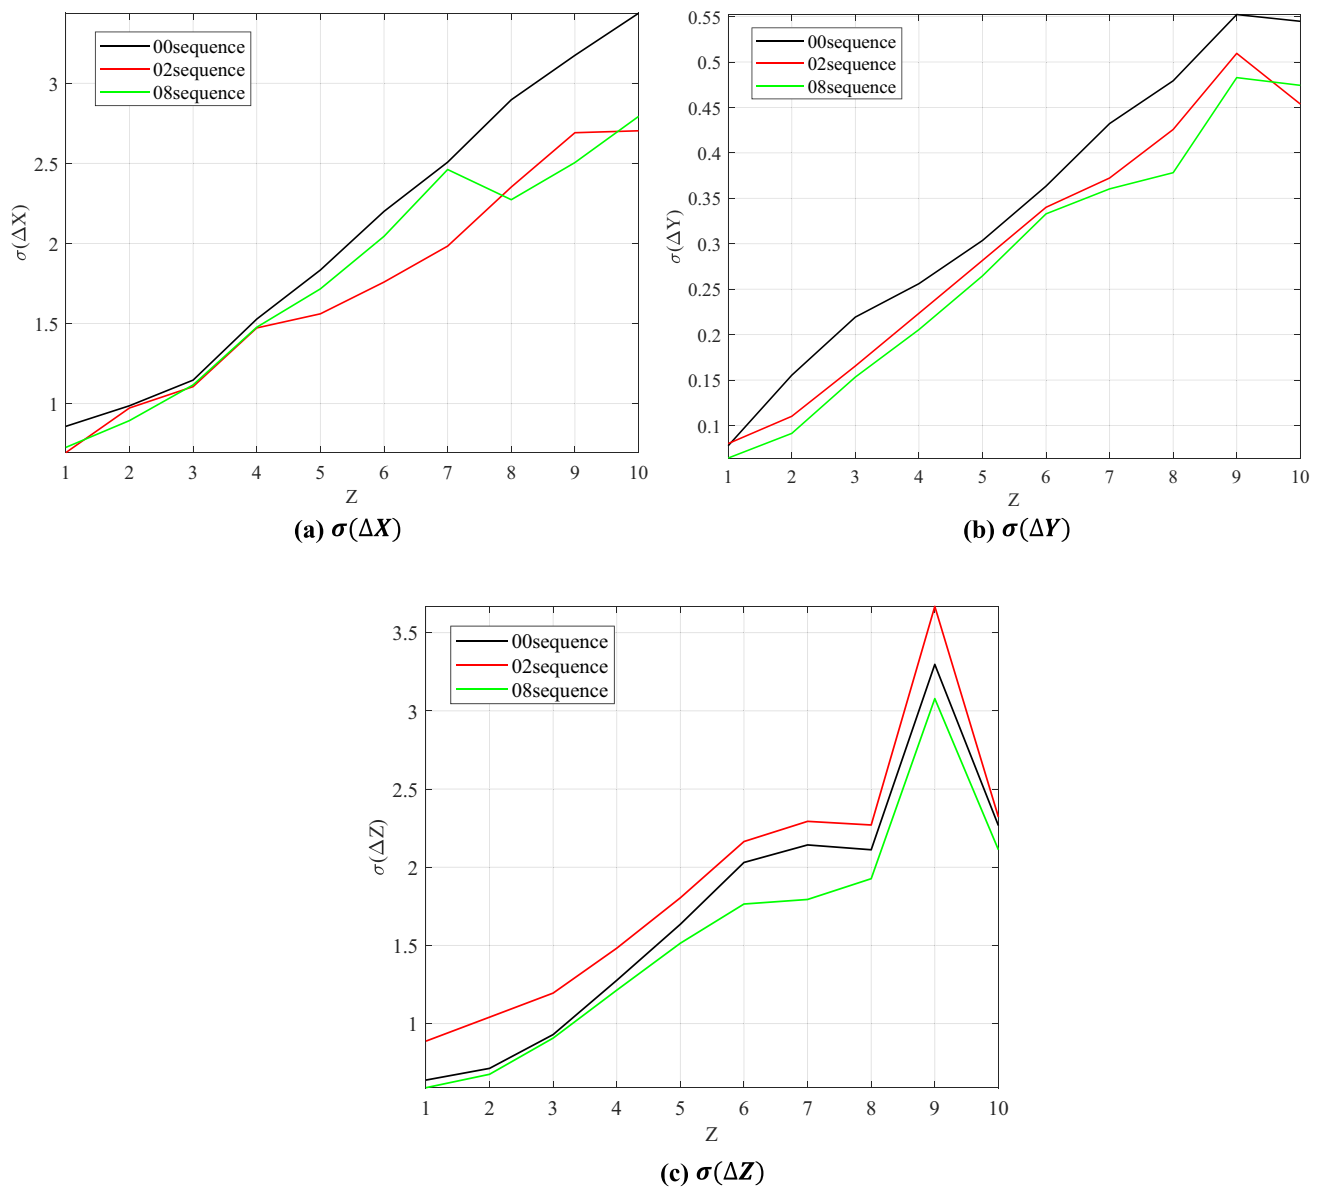 00sequence
02sequence
08sequence
3
2.5
2
1.5
1
σ(ΔX)
1 2 3 4 5 6 7 8 9 10
Z
(a) σ(ΔX)
00sequence
02sequence
08sequence
0.55
0.5
0.45
0.4
0.35
0.3
0.25
0.2
0.15
0.1
σ(ΔY)
1 2 3 4 5 6 7 8 9 10
Z
(b) σ(ΔY)
00sequence
02sequence
08sequence
3.5
3
2.5
2
1.5
1
σ(ΔZ)
1 2 3 4 5 6 7 8 9 10
Z
(c) σ(ΔZ)